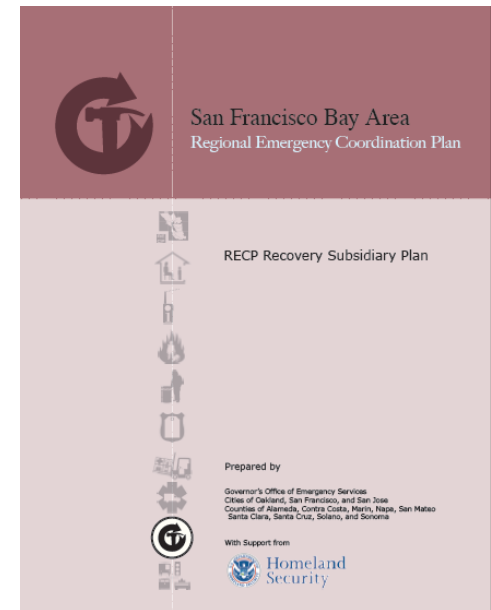 San Francisco Bay Area
Regional Emergency Coordination Plan
RECP Recovery Subsidiary Plan
Prepared by
Governor's Office of Emergency Services
Cities of Oakland, San Francisco, and San Jose
Counties of Alameda, Contra Costa, Marin, Napa, San Mateo
Santa Clara, Santa Cruz, Solano, and Sonoma
With Support from
Homeland
Security